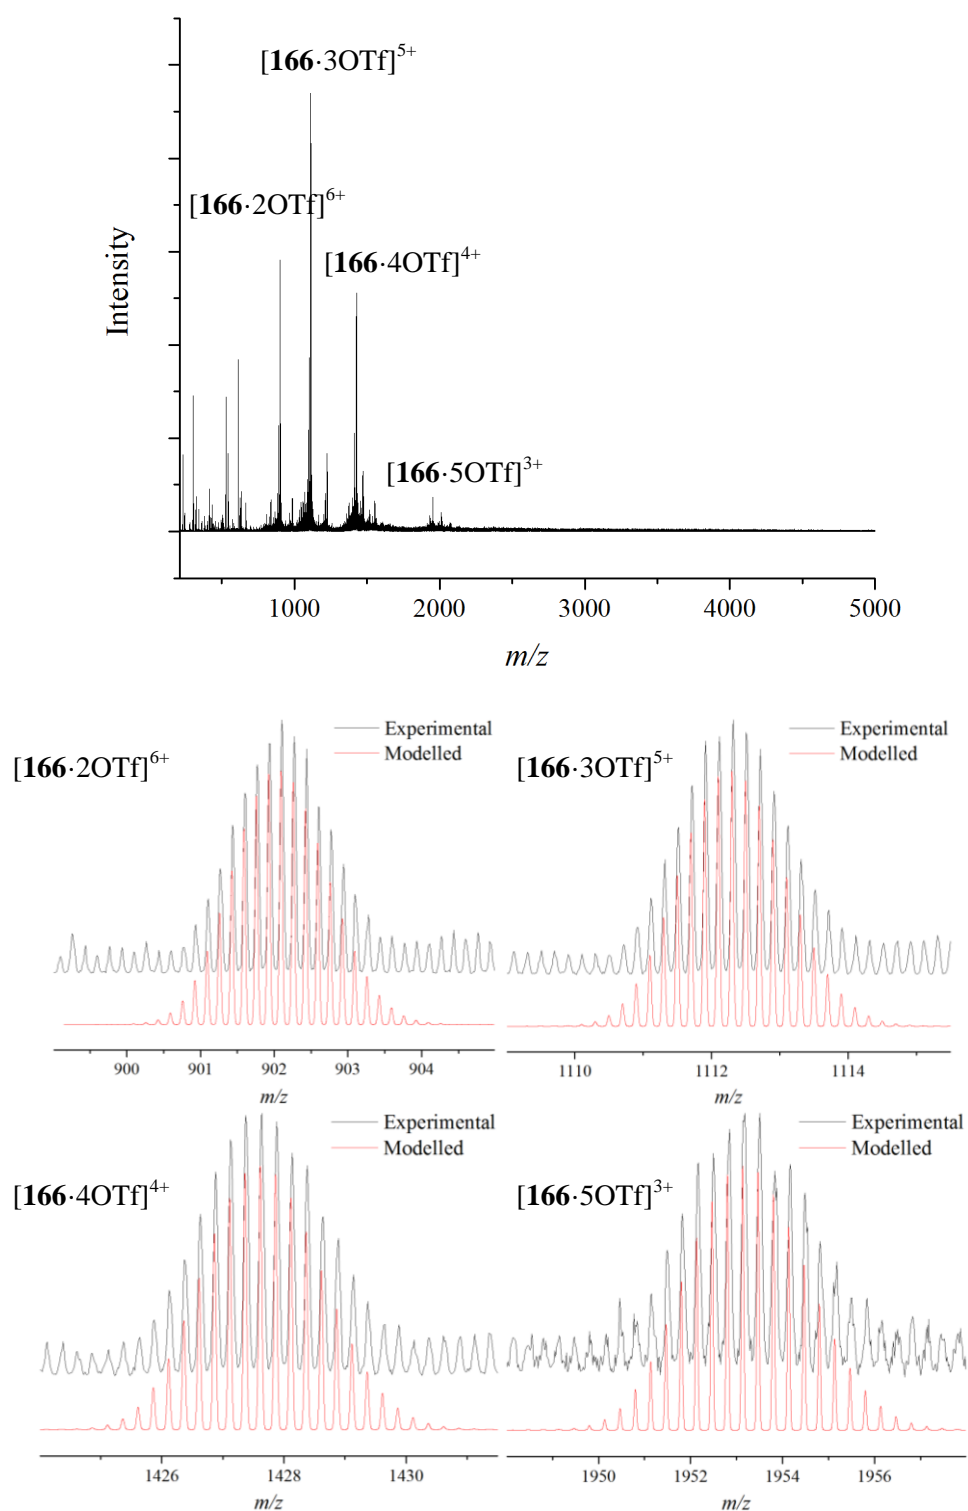 [166·3OTf]5+
[166·2OTf]6+
[166·4OTf]4+
[166·5OTf]3+
Intensity
1000 2000 3000 4000 5000
m/z
Experimental
Modelled
[166·2OTf]6+
900 901 902 903 904
m/z
Experimental
Modelled
[166·3OTf]5+
1110 1112 1114
m/z
Experimental
Modelled
[166·4OTf]4+
1426 1428 1430
m/z
Experimental
Modelled
[166·5OTf]3+
1950 1952 1954 1956
m/z